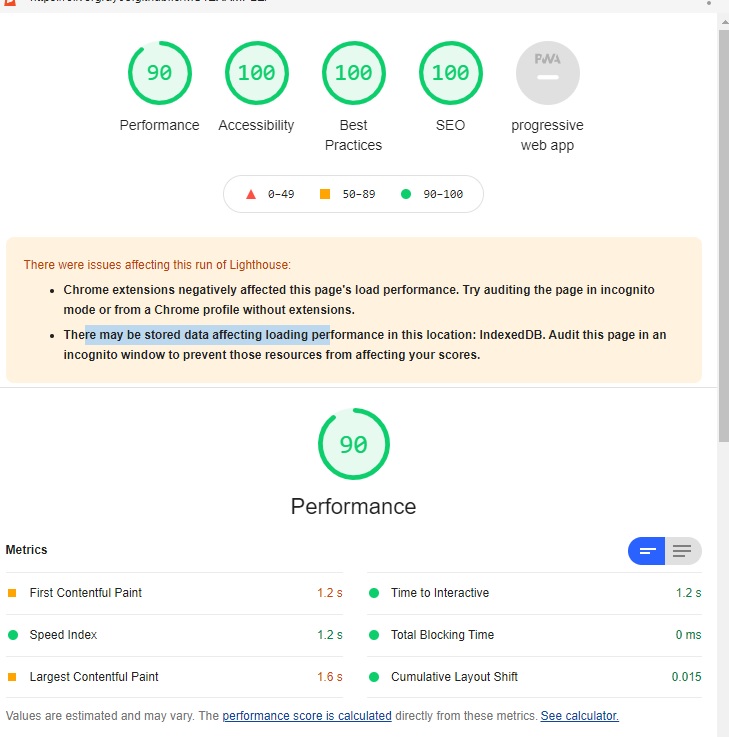 90
100
100
100
PWA
Performance
Accessibility
Best
Practices
SEO
progressive
web app
0–49
50–89
90–100
There were issues affecting this run of Lighthouse:
• Chrome extensions negatively affected this page's load performance. Try auditing the page in incognito
mode or from a Chrome profile without extensions.
• There may be stored data affecting loading performance in this location: IndexedDB. Audit this page in an
incognito window to prevent those resources from affecting your scores.
90
Performance
Metrics
First Contentful Paint 1.2 s
Time to Interactive 1.2 s
Speed Index 1.2 s
Total Blocking Time 0 ms
Largest Contentful Paint 1.6 s
Cumulative Layout Shift 0.015
Values are estimated and may vary. The performance score is calculated directly from these metrics. See calculator.